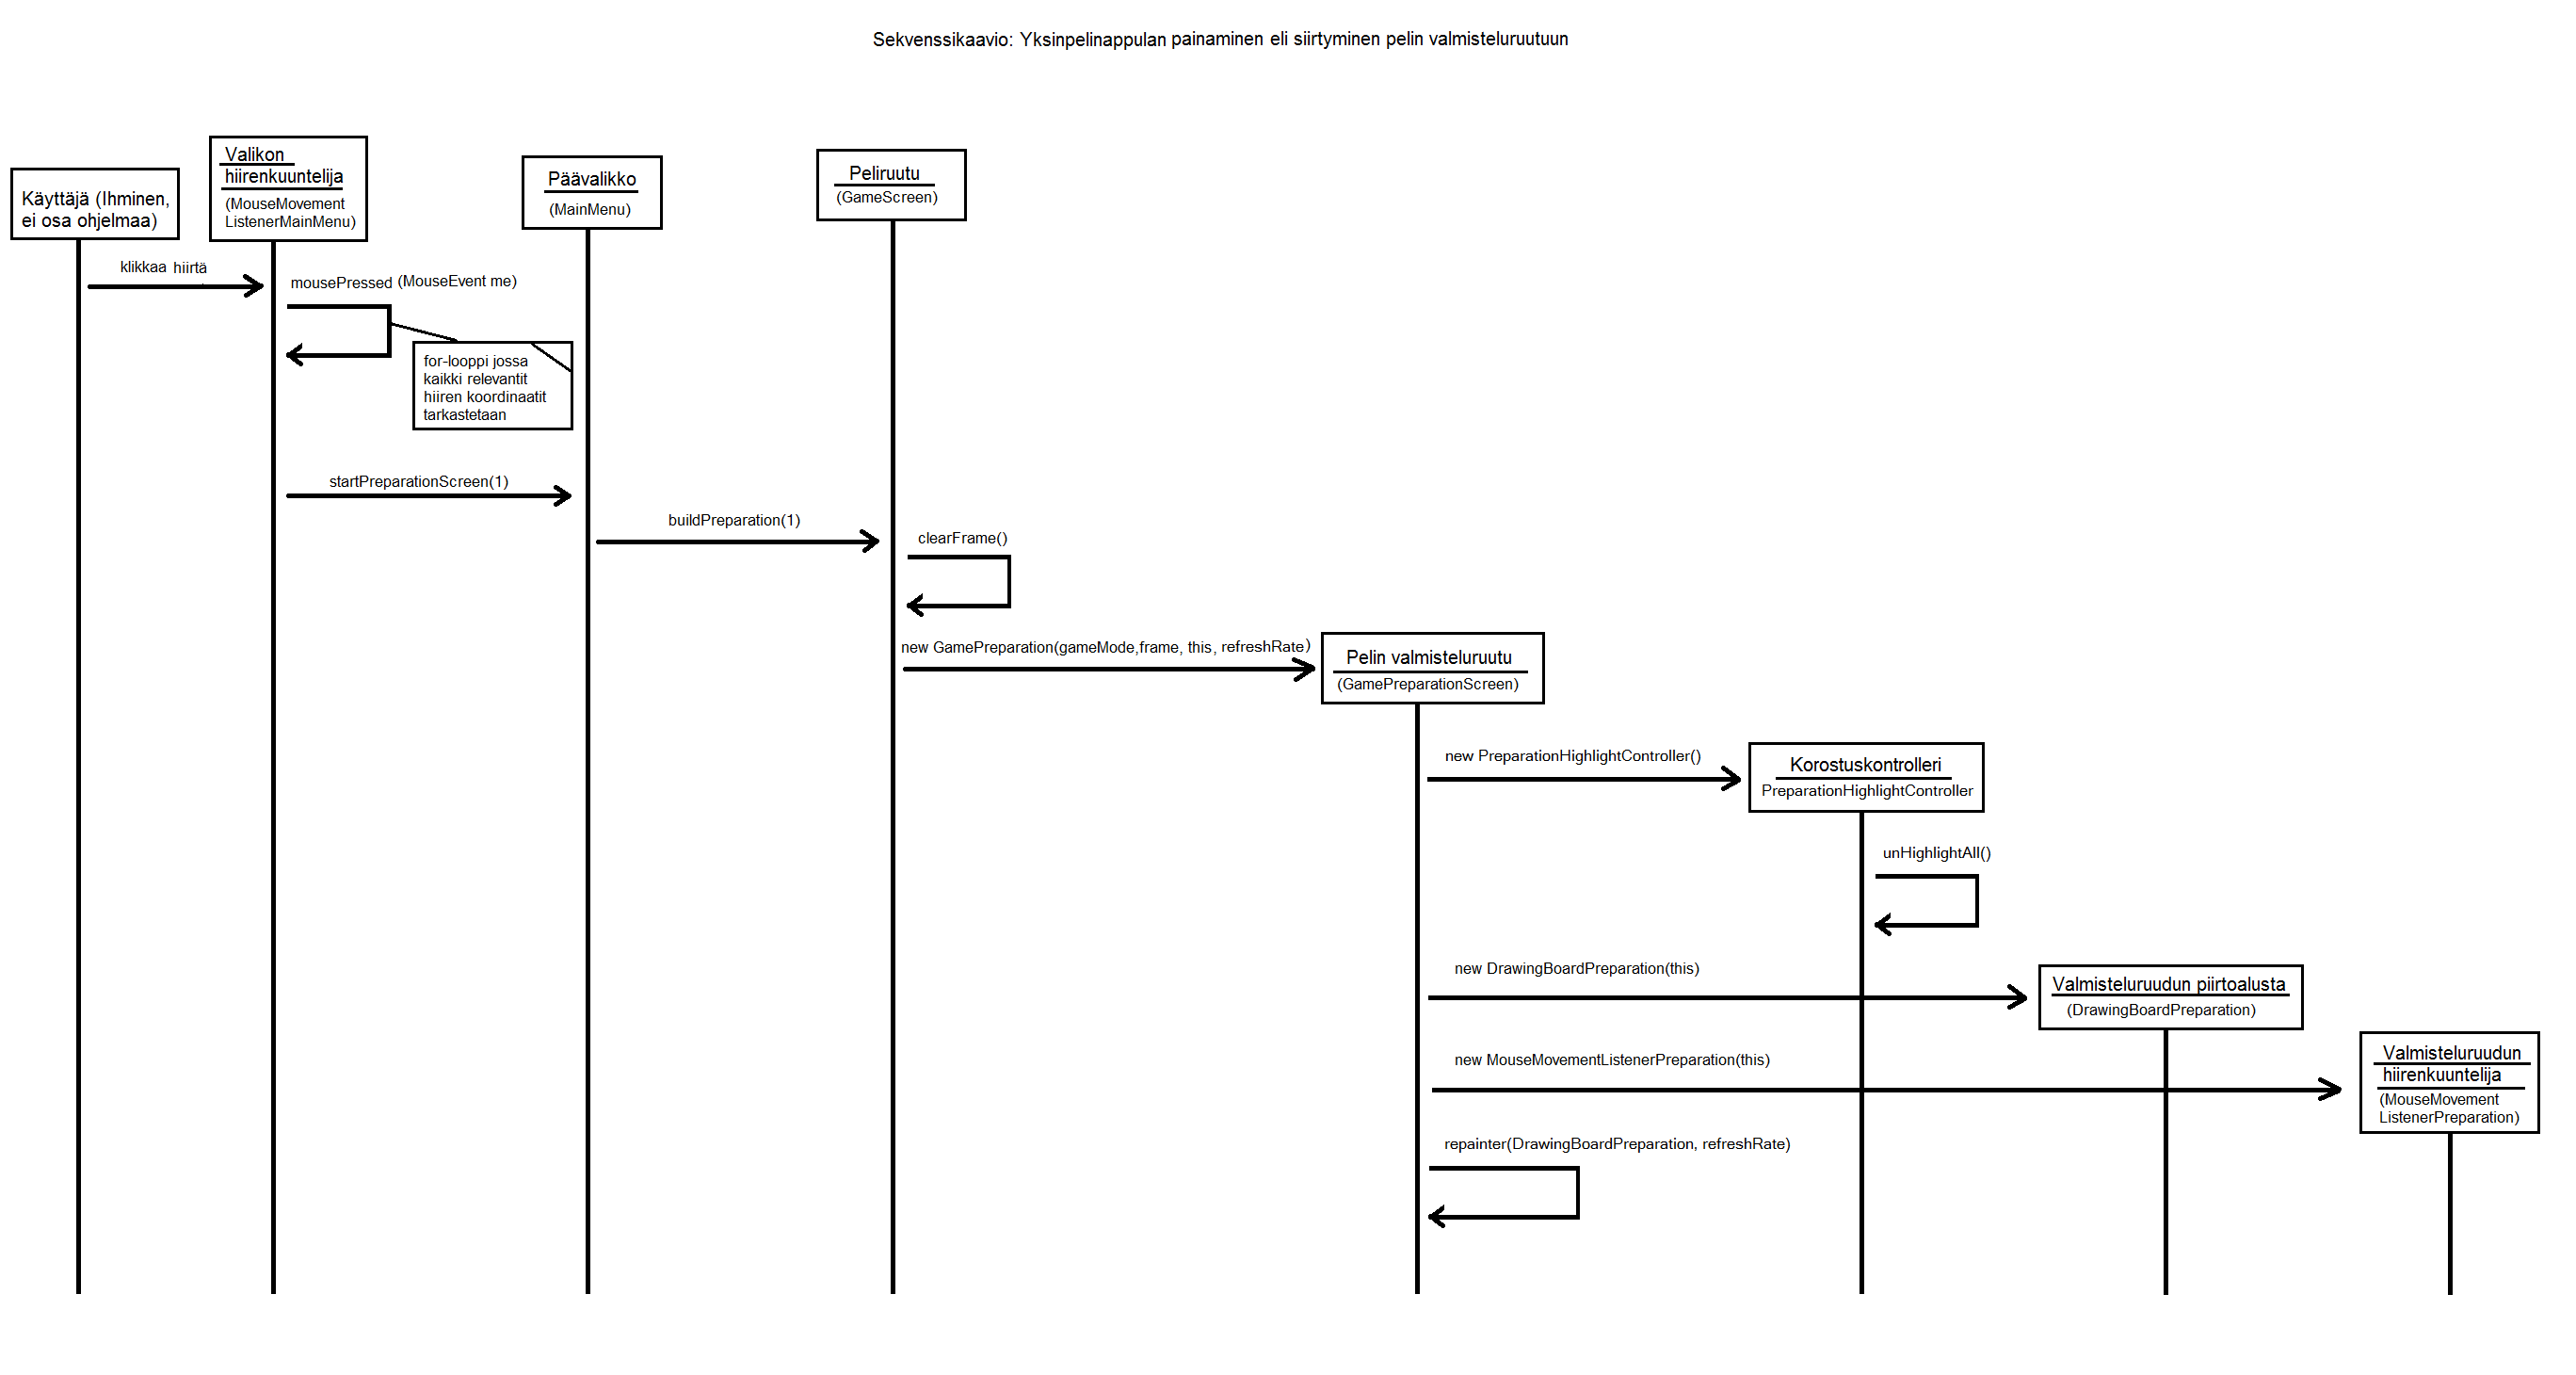 Sekvenssikaavio: Yksinpelinappulan painaminen eli siirtyminen pelin valmisteluruutuun
Käyttäjä (Ihminen,
ei osa ohjelmaa)
Valikon
hiirenkuuntelija
(MouseMovement
ListenerMainMenu)
Päävalikko
(MainMenu)
Peliruutu
(GameScreen)
klikkaa hiirtä
mousePressed (MouseEvent me)
for-looppi jossa
kaikki relevantit
hiiren koordinaatit
tarkastetaan
startPreparationScreen(1)
buildPreparation(1)
clearFrame()
new GamePreparation(gameMode,frame, this, refreshRate)
Pelin valmisteluruutu
(GamePreparationScreen)
new PreparationHighlightController()
Korostuskontrolleri
PreparationHighlightController
unHighlightAll()
new DrawingBoardPreparation(this)
Valmisteluruudun piirtoalusta
(DrawingBoardPreparation)
new MouseMovementListenerPreparation(this)
Valmisteluruudun
hiirenkuuntelija
(MouseMovement
ListenerPreparation)
repainter(DrawingBoardPreparation, refreshRate)